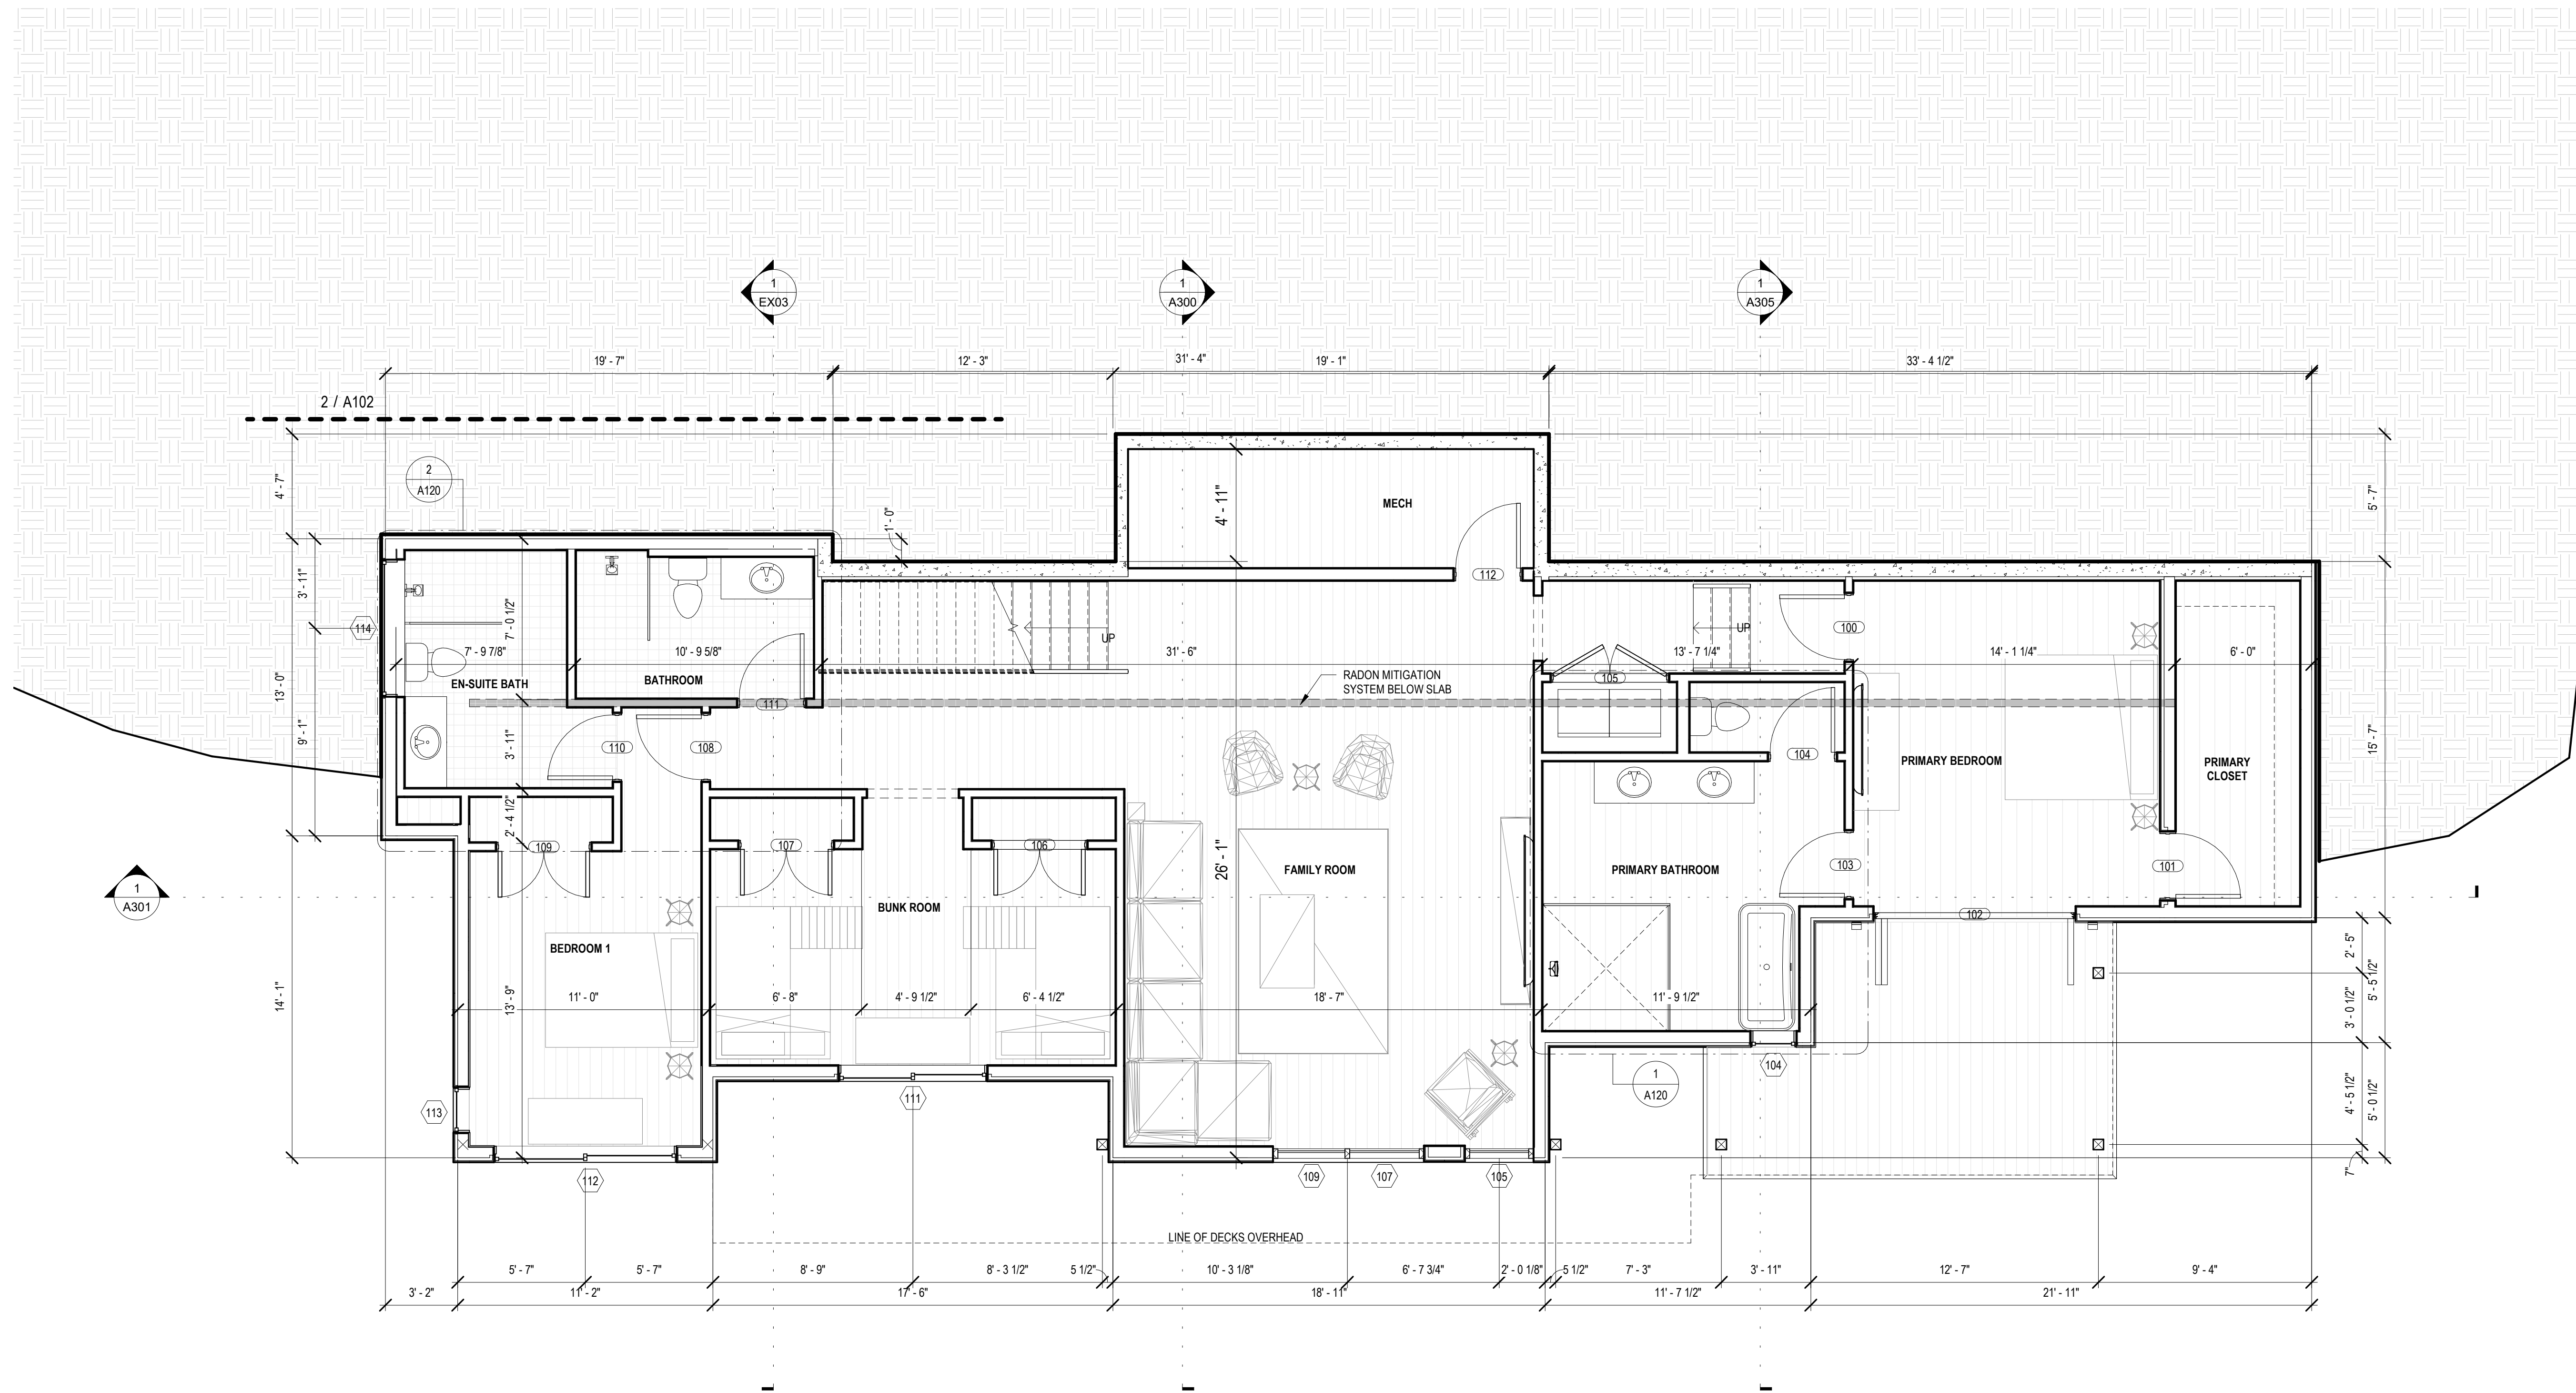 1
EX03
1
A300
1
A305
19' - 7"
12' - 3"
31' - 4"
19' - 1"
33' - 4 1/2"
2 / A102
2
A120
4' - 7"
1' - 0"
4' - 11"
MECH
5' - 7"
3' - 11"
114
7' - 0 1/2"
112
UP
UP
100
7' - 9 7/8"
10' - 9 5/8"
31' - 6"
13' - 7 1/4"
14' - 1 1/4"
6' - 0"
EN-SUITE BATH
BATHROOM
RADON MITIGATION
SYSTEM BELOW SLAB
105
13' - 0"
9' - 1"
111
3' - 11"
110
108
104
15' - 7"
PRIMARY BEDROOM
PRIMARY
CLOSET
2' - 4 1/2"
109
107
106
26' - 1"
FAMILY ROOM
PRIMARY BATHROOM
103
101
1
A301
BUNK ROOM
102
BEDROOM 1
2' - 5"
5' - 5 1/2"
3' - 0 1/2"
14' - 1"
13' - 9"
11' - 0"
6' - 8"
4' - 9 1/2"
6' - 4 1/2"
18' - 7"
11' - 9 1/2"
104
1
A120
113
111
4' - 5 1/2"
5' - 0 1/2"
7"
112
109
107
105
LINE OF DECKS OVERHEAD
5' - 7"
5' - 7"
8' - 9"
8' - 3 1/2"
5 1/2"
10' - 3 1/8"
6' - 7 3/4"
2' - 0 1/8"
5 1/2"
7' - 3"
3' - 11"
12' - 7"
9' - 4"
3' - 2"
11' - 2"
17' - 6"
18' - 11"
11' - 7 1/2"
21' - 11"